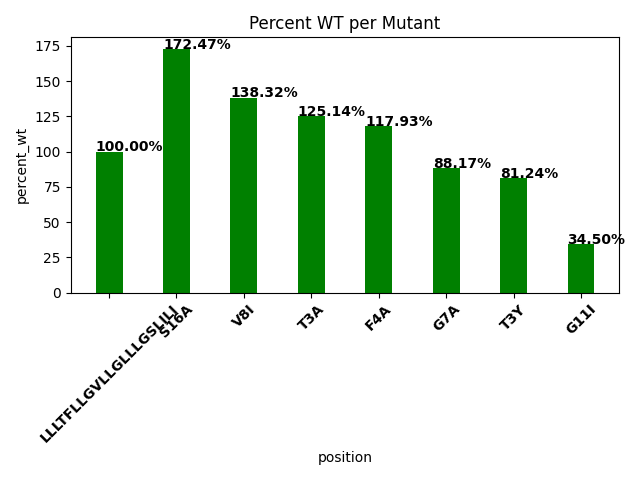 Percent WT per Mutant
percent_wt
175
150
125
100
75
50
25
0
100.00%
172.47%
138.32%
125.14%
117.93%
88.17%
81.24%
34.50%
LLLTFLLGVLLGLLLGSLILI
S16A
V8I
T3A
F4A
G7A
T3Y
G11I
position